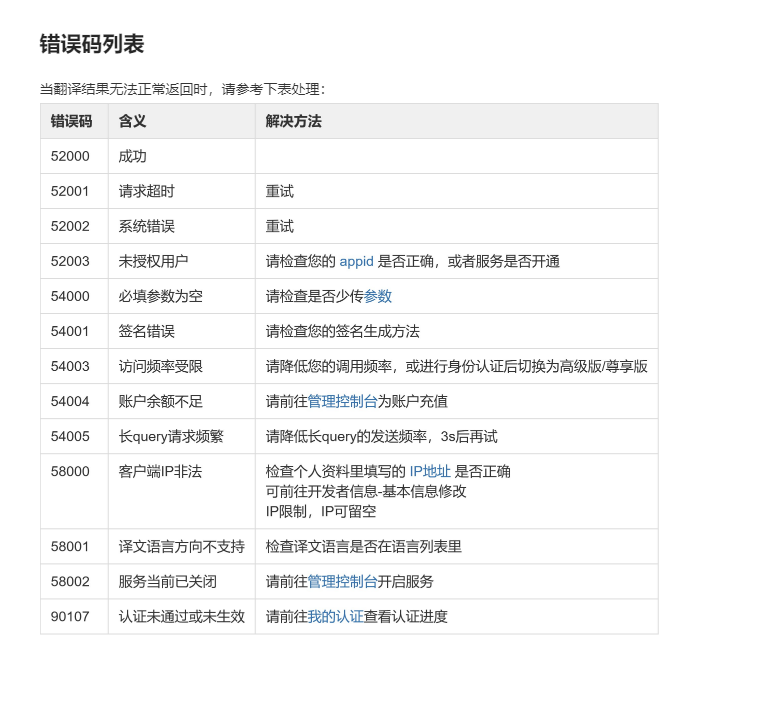 错误码列表
当翻译结果无法正常返回时，请参考下表处理：
错误码 含义 解决方法
52000 成功
52001 请求超时 重试
52002 系统错误 重试
52003 未授权用户 请检查您的 appid 是否正确，或者服务是否开通
54000 必填参数为空 请检查是否少传参数
54001 签名错误 请检查您的签名生成方法
54003 访问频率受限 请降低您的调用频率，或进行身份认证后切换为高级版/尊享版
54004 账户余额不足 请前往管理控制台为账户充值
54005 长query请求频繁 请降低长query的发送频率，3s后再试
58000 客户端IP非法 检查个人资料里填写的 IP地址 是否正确
可前往开发者信息-基本信息修改
IP限制，IP可留空
58001 译文语言方向不支持 检查译文语言是否在语言列表里
58002 服务当前已关闭 请前往管理控制台开启服务
90107 认证未通过或未生效 请前往我的认证查看认证进度